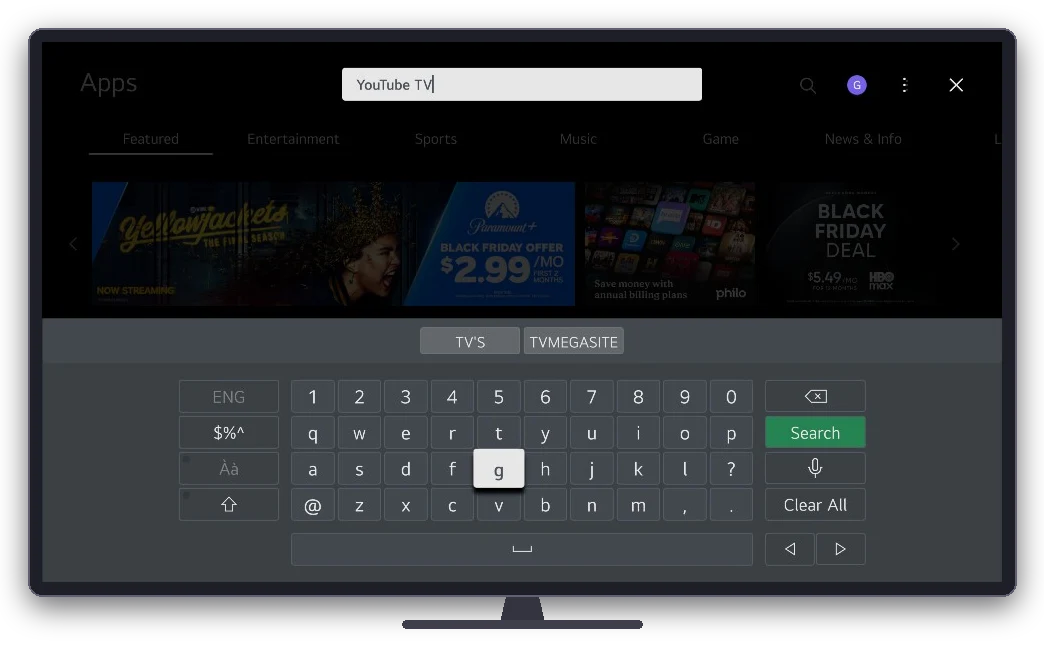 Apps
YouTube TV
G
Featured
Entertainment
Sports
Music
Game
News & Info
L
Yellowjackets
THE FINAL SEASON
NOW STREAMING
Paramount+
BLACK FRIDAY OFFER
$2.99 /MO
FIRST 2 MONTHS
Save money with
annual billing plans
philo
BLACK
FRIDAY
DEAL
$5.49/MO
HBO
max
TV'S
TVMEGASITE
ENG
1 2 3 4 5 6 7 8 9 0
$%^
q w e r t y u i o p
Search
Àà
a s d f g h j k l ?
@ z x c v b n m , .
Clear All